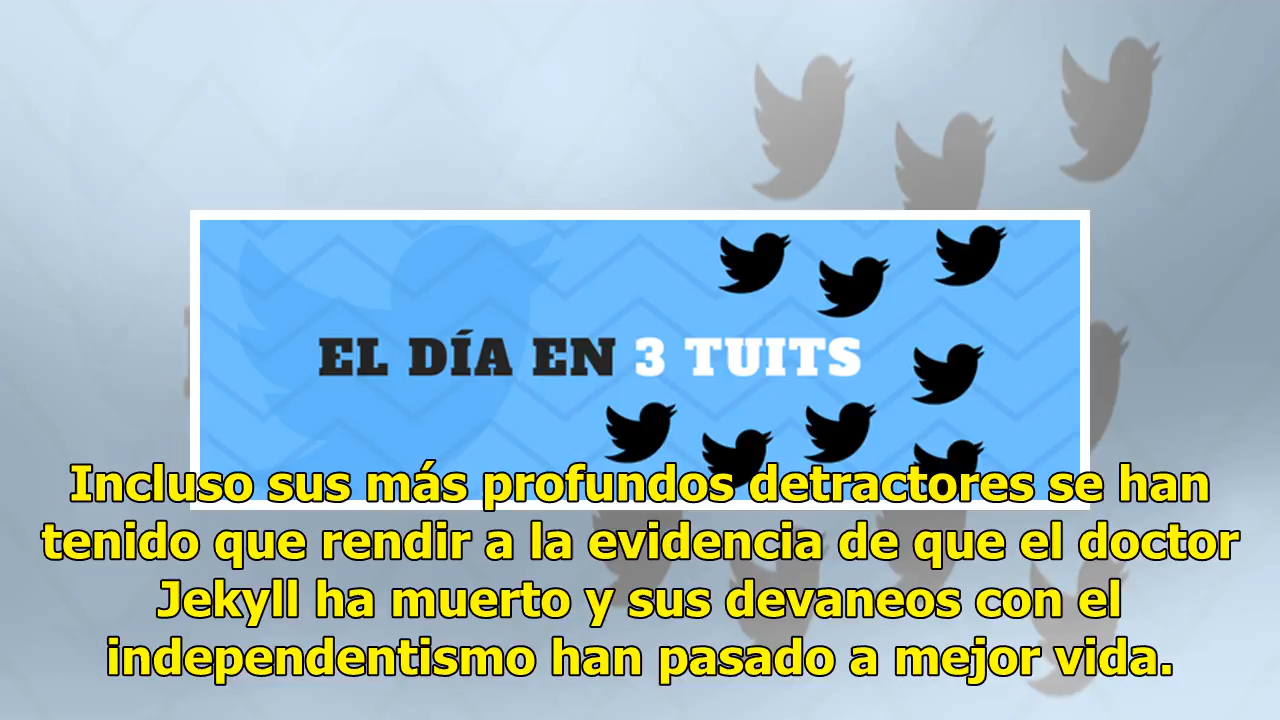 EL DÍA EN 3 TUITS
Incluso sus más profundos detractores se han
tenido que rendir a la evidencia de que el doctor
Jekyll ha muerto y sus devaneos con el
independentismo han pasado a mejor vida.